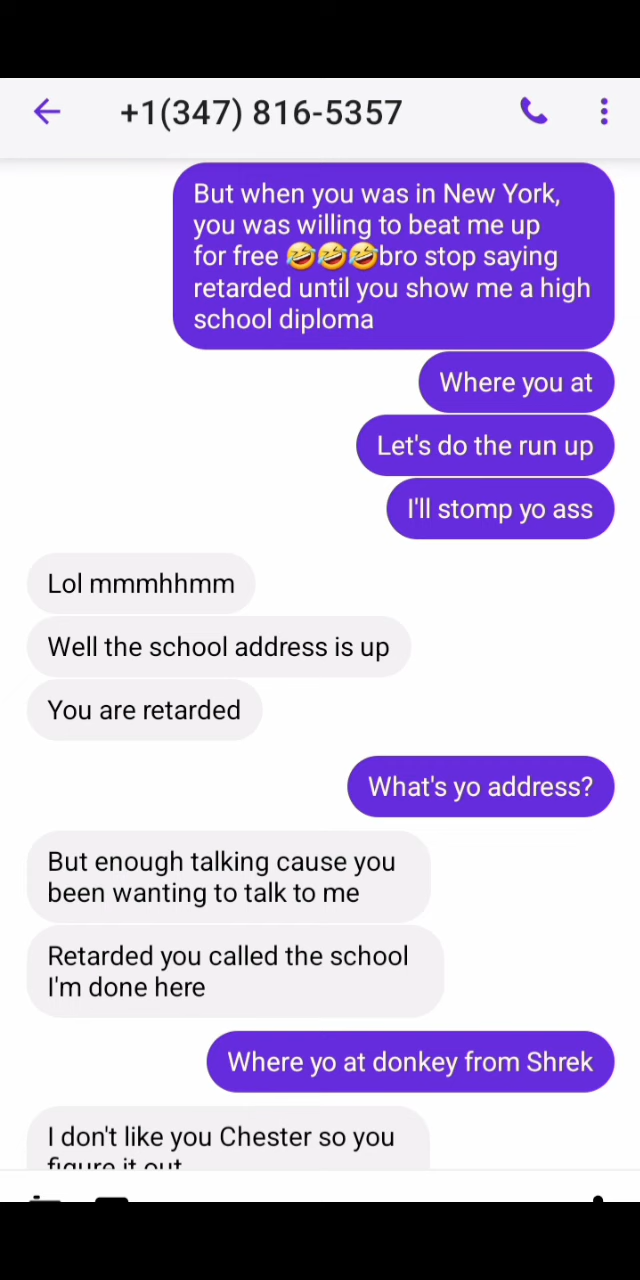 +1(347) 816-5357
But when you was in New York,
you was willing to beat me up
for free 🤣🤣🤣bro stop saying
retarded until you show me a high
school diploma
Where you at
Let's do the run up
I'll stomp yo ass
Lol mmmhhmm
Well the school address is up
You are retarded
What's yo address?
But enough talking cause you
been wanting to talk to me
Retarded you called the school
I'm done here
Where yo at donkey from Shrek
I don't like you Chester so you
figure it out